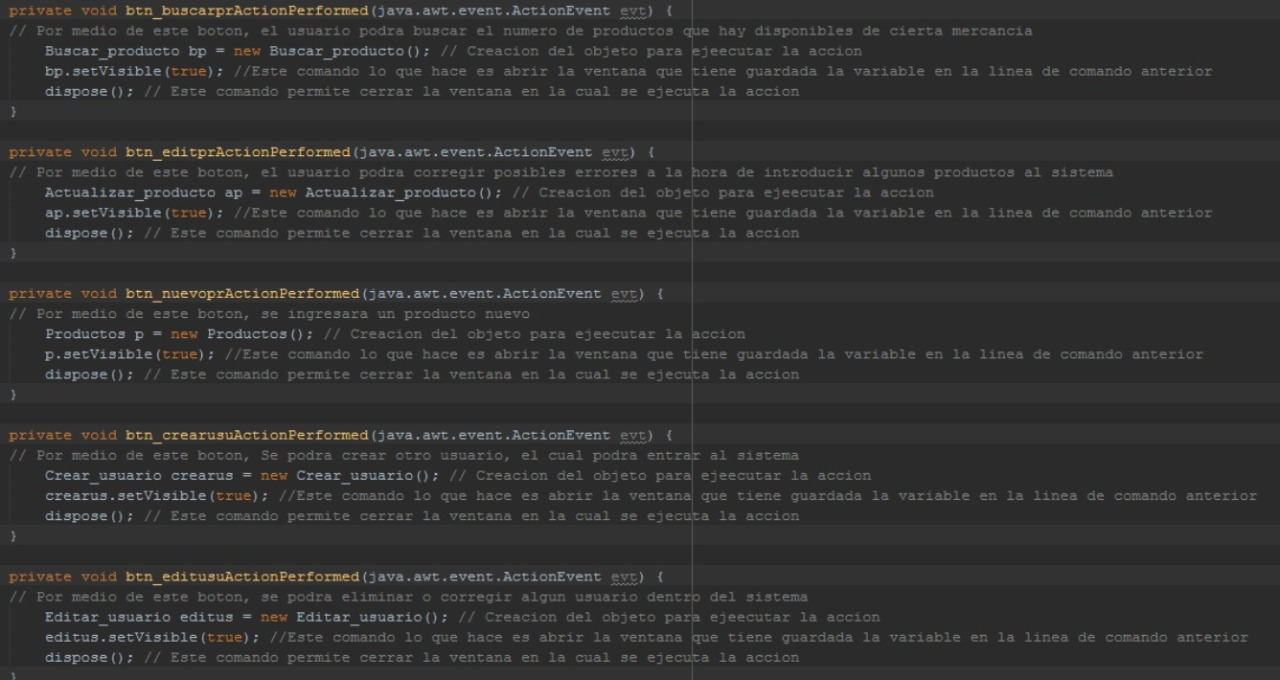 private void btn_buscarprActionPerformed(java.awt.event.ActionEvent evt) {
// Por medio de este boton, el usuario podra buscar el numero de productos que hay disponibles de cierta mercancia
Buscar_producto bp = new Buscar_producto(); // Creacion del objeto para ejeecutar la accion
bp.setVisible(true); //Este comando lo que hace es abrir la ventana que tiene guardada la variable en la linea de comando anterior
dispose(); // Este comando permite cerrar la ventana en la cual se ejecuta la accion
}
private void btn_editprActionPerformed(java.awt.event.ActionEvent evt) {
// Por medio de este boton, el usuario podra corregir posibles errores a la hora de introducir algunos productos al sistema
Actualizar_producto ap = new Actualizar_producto(); // Creacion del objeto para ejeecutar la accion
ap.setVisible(true); //Este comando lo que hace es abrir la ventana que tiene guardada la variable en la linea de comando anterior
dispose(); // Este comando permite cerrar la ventana en la cual se ejecuta la accion
}
private void btn_nuevoprActionPerformed(java.awt.event.ActionEvent evt) {
// Por medio de este boton, se ingresara un producto nuevo
Productos p = new Productos(); // Creacion del objeto para ejeecutar la accion
p.setVisible(true); //Este comando lo que hace es abrir la ventana que tiene guardada la variable en la linea de comando anterior
dispose(); // Este comando permite cerrar la ventana en la cual se ejecuta la accion
}
private void btn_crearusuActionPerformed(java.awt.event.ActionEvent evt) {
// Por medio de este boton, Se podra crear otro usuario, el cual podra entrar al sistema
Crear_usuario crearus = new Crear_usuario(); // Creacion del objeto para ejeecutar la accion
crearus.setVisible(true); //Este comando lo que hace es abrir la ventana que tiene guardada la variable en la linea de comando anterior
dispose(); // Este comando permite cerrar la ventana en la cual se ejecuta la accion
}
private void btn_editusuActionPerformed(java.awt.event.ActionEvent evt) {
// Por medio de este boton, se podra eliminar o corregir algun usuario dentro del sistema
Editar_usuario editus = new Editar_usuario(); // Creacion del objeto para ejeecutar la accion
editus.setVisible(true); //Este comando lo que hace es abrir la ventana que tiene guardada la variable en la linea de comando anterior
dispose(); // Este comando permite cerrar la ventana en la cual se ejecuta la accion
}